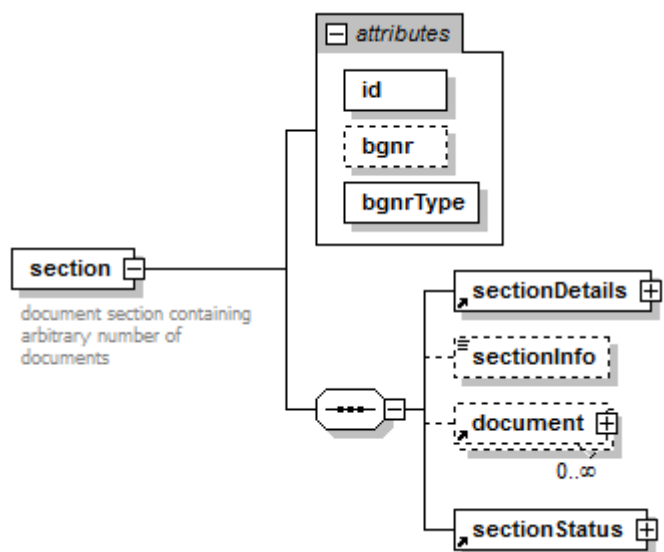 attributes
id
bgnr
bgnrType
section
document section containing
arbitrary number of
documents
sectionDetails
sectionInfo
document
0..∞
sectionStatus